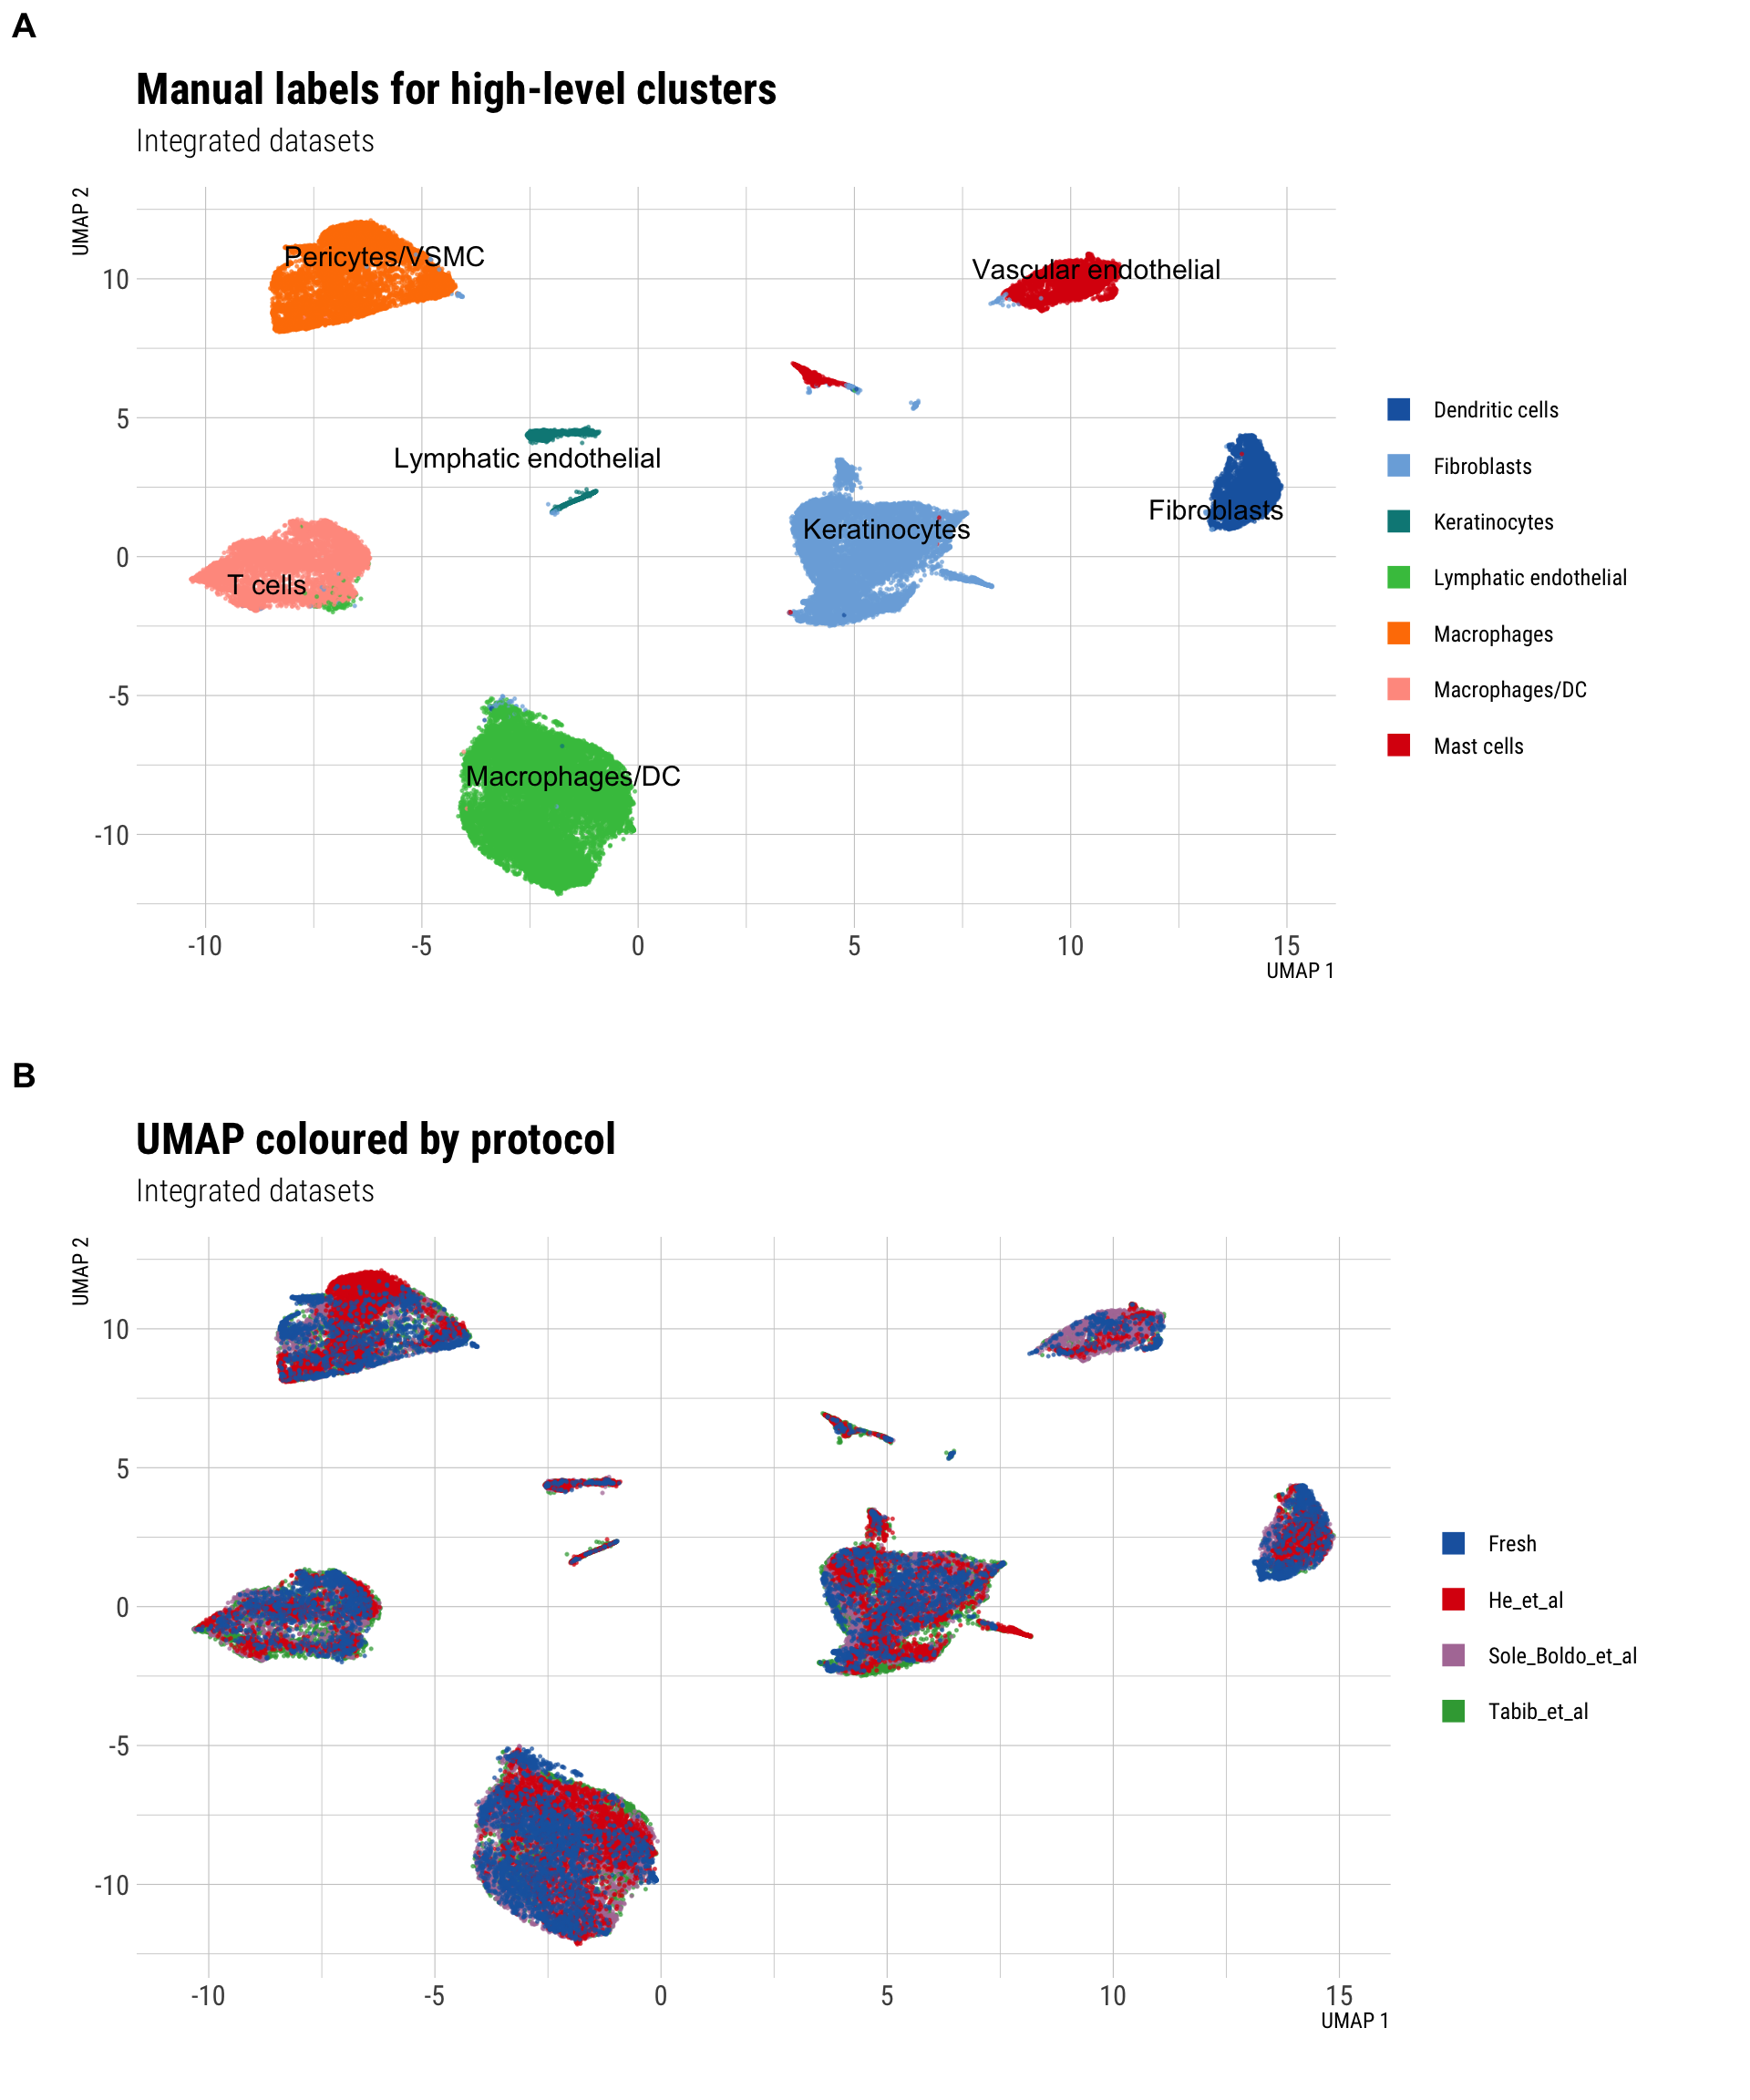 A
Manual labels for high-level clusters
Integrated datasets
UMAP 2
10
5
0
-5
-10
Pericytes/VSMC
Vascular endothelial
Lymphatic endothelial
Fibroblasts
Keratinocytes
T cells
Macrophages/DC
-10 -5 0 5 10 15
UMAP 1
Dendritic cells
Fibroblasts
Keratinocytes
Lymphatic endothelial
Macrophages
Macrophages/DC
Mast cells
B
UMAP coloured by protocol
Integrated datasets
UMAP 2
10
5
0
-5
-10
-10 -5 0 5 10 15
UMAP 1
Fresh
He_et_al
Sole_Boldo_et_al
Tabib_et_al